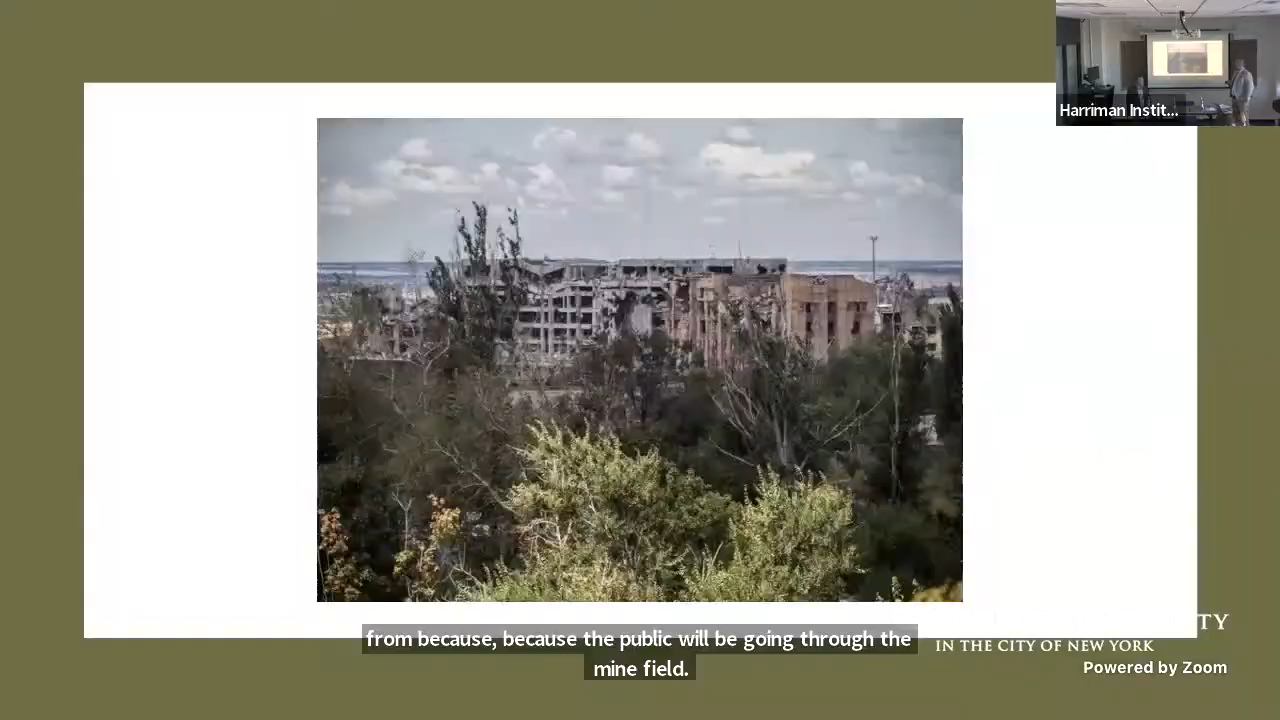 Harriman Instit...
from because, because the public will be going through the
mine field.
TY
IN THE CITY OF NEW YORK
Powered by Zoom